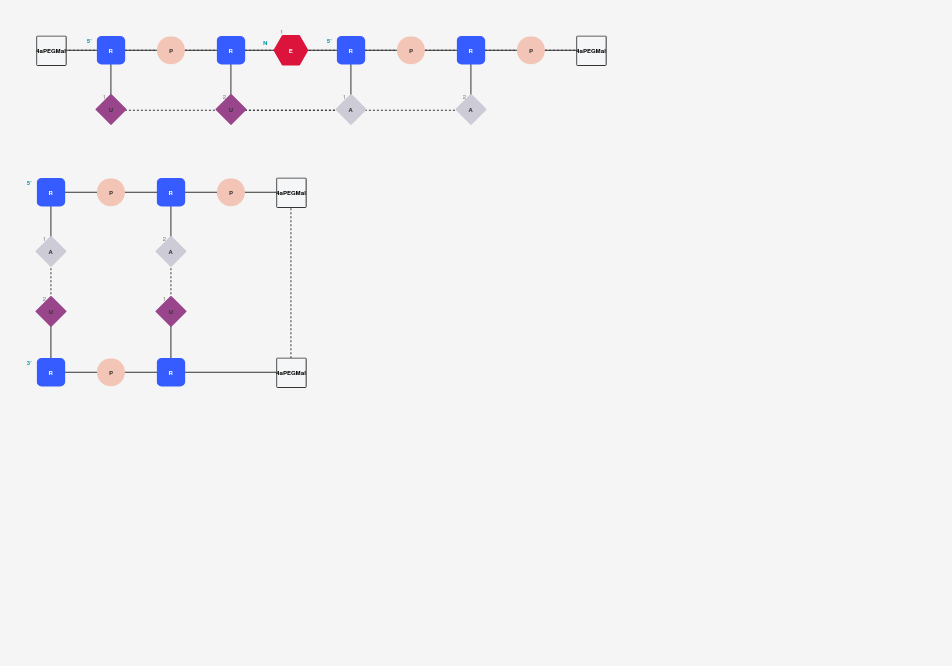 1
5' N 5'
4aPEGMal R P R E R P R P 4aPEGMal
1 2 1 2
U U A A
5'
R P R P 4aPEGMal
1 2
A A
2 1
U U
3'
R P R 4aPEGMal